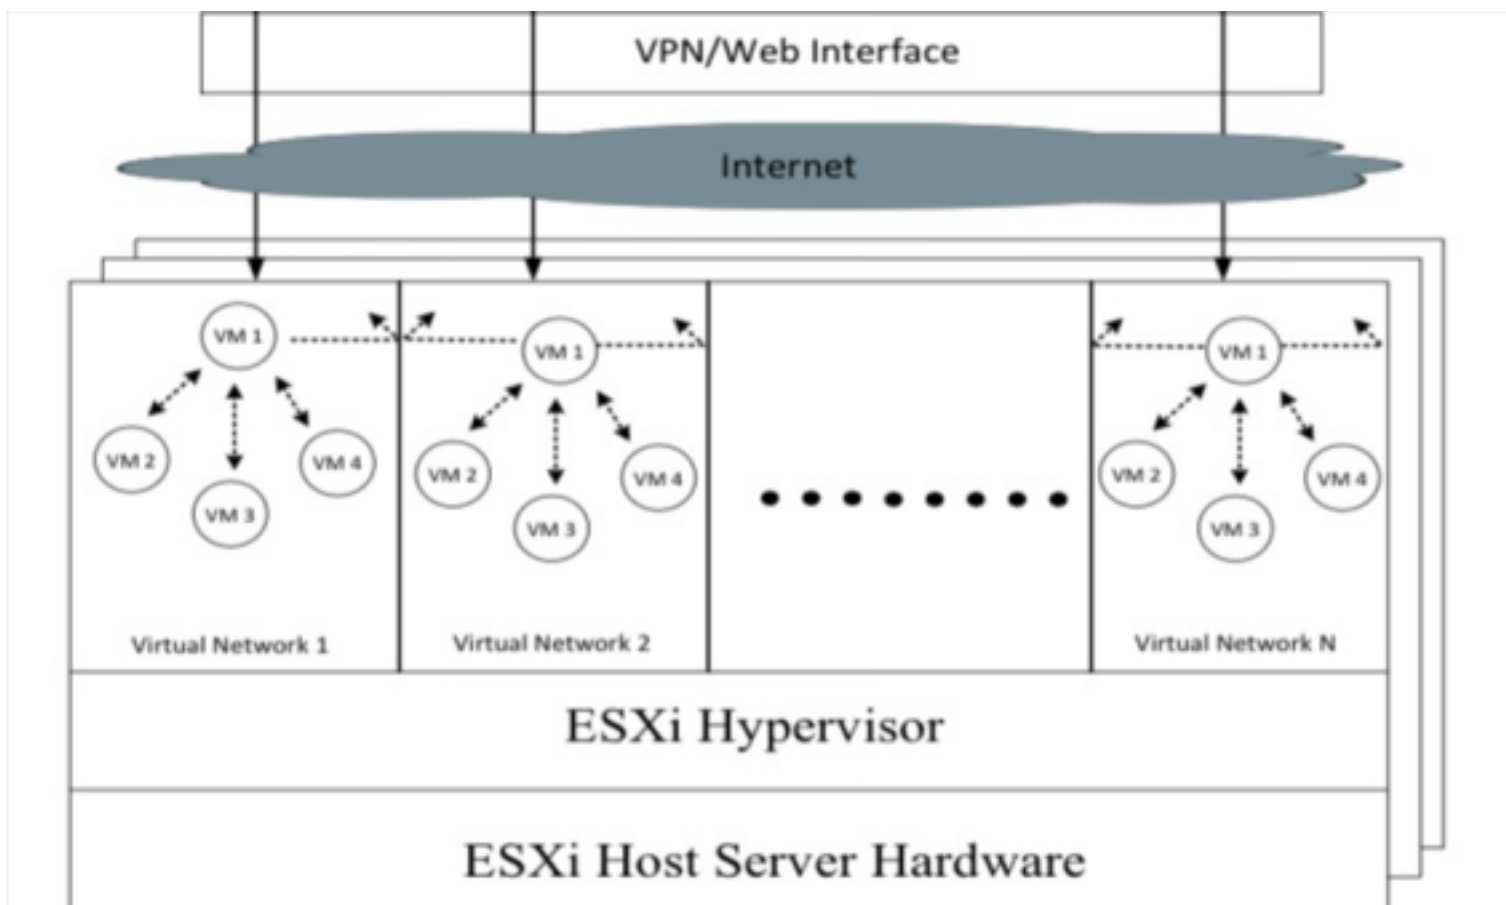 VPN/Web Interface
Internet
VM 1
VM 2
VM 3
VM 4
Virtual Network 1
VM 1
VM 2
VM 3
VM 4
Virtual Network 2
VM 1
VM 2
VM 3
VM 4
Virtual Network N
ESXi Hypervisor
ESXi Host Server Hardware